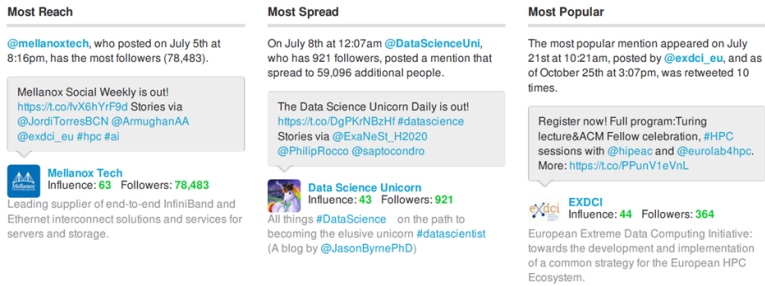 Most Reach
@mellanoxtech, who posted on July 5th at
8:16pm, has the most followers (78,483).
Mellanox Social Weekly is out!
https://t.co/fvX6hYrF9d Stories via
@JordiTorresBCN @ArmughanAA
@exdci_eu #hpc #ai
Mellanox
Mellanox Tech
Influence: 63 Followers: 78,483
Leading supplier of end-to-end InfiniBand and
Ethernet interconnect solutions and services for
servers and storage.
Most Spread
On July 8th at 12:07am @DataScienceUni,
who has 921 followers, posted a mention that
spread to 59,096 additional people.
The Data Science Unicorn Daily is out!
https://t.co/DgPKrNBzHf #datascience
Stories via @ExaNeSt_H2020
@PhilipRocco @saptocondro
Data Science Unicorn
Influence: 43 Followers: 921
All things #DataScience on the path to
becoming the elusive unicorn #datascientist
(A blog by @JasonByrnePhD)
Most Popular
The most popular mention appeared on July
21st at 10:21am, posted by @exdci_eu, and as
of October 25th at 3:07pm, was retweeted 10
times.
Register now! Full program:Turing
lecture&ACM Fellow celebration, #HPC
sessions with @hipeac and @eurolab4hpc.
More: https://t.co/PPunV1eVnL
exdci
EXDCI
Influence: 44 Followers: 364
European Extreme Data Computing Initiative:
towards the development and implementation
of a common strategy for the European HPC
Ecosystem.